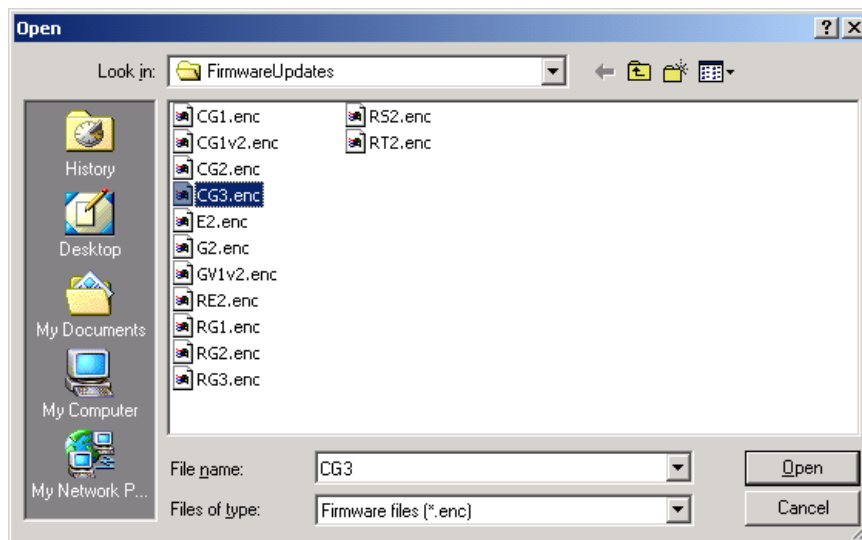 Open
Look in: FirmwareUpdates
History
Desktop
My Documents
My Computer
My Network P...
CG1.enc
CG1v2.enc
CG2.enc
CG3.enc
E2.enc
G2.enc
GV1v2.enc
RE2.enc
RG1.enc
RG2.enc
RG3.enc
RS2.enc
RT2.enc
File name: CG3 Open
Files of type: Firmware files (*.enc) Cancel